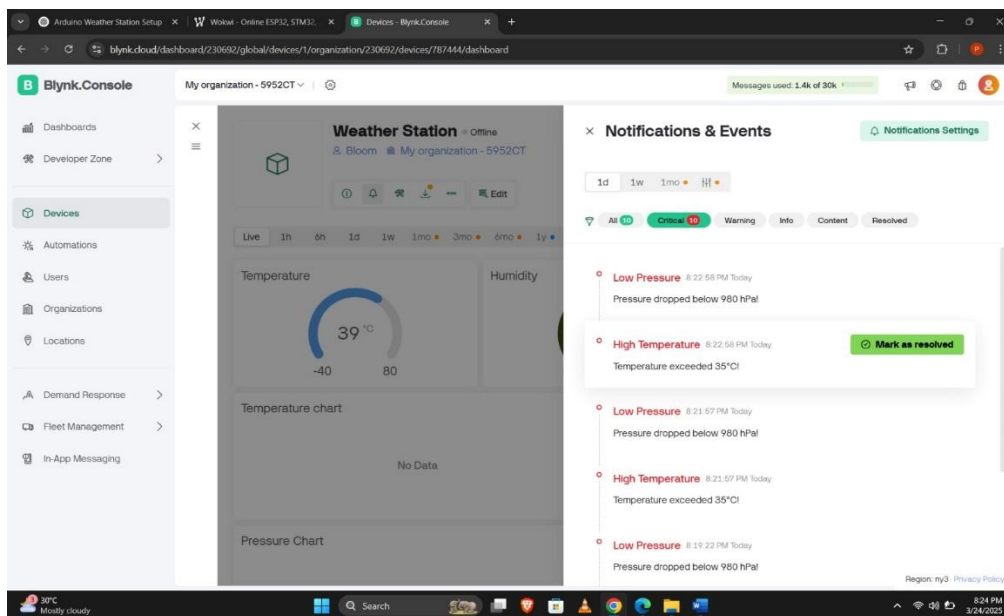 Arduino Weather Station Setup
Wokwi - Online ESP32, STM32,
Devices - Blynk.Console
blynk.cloud/dashboard/230692/global/devices/1/organization/230692/devices/787444/dashboard
B Blynk.Console
My organization - 5952CT
Messages used: 1.4k of 30k
Dashboards
Developer Zone
Devices
Automations
Users
Organizations
Locations
Demand Response
Fleet Management
In-App Messaging
Weather Station Offline
Bloom My organization - 5952CT
Edit
Live 1h 6h 1d 1w 1mo 3mo 6mo 1y
Temperature
39 °C
-40 80
Humidity
Temperature chart
No Data
Pressure Chart
Notifications & Events
Notifications Settings
1d 1w 1mo
All 10 Critical 10 Warning Info Content Resolved
Low Pressure 8:22:58 PM Today
Pressure dropped below 980 hPa!
High Temperature 8:22:58 PM Today
Temperature exceeded 35°C!
Mark as resolved
Low Pressure 8:21:57 PM Today
Pressure dropped below 980 hPa!
High Temperature 8:21:57 PM Today
Temperature exceeded 35°C!
Low Pressure 8:19:22 PM Today
Pressure dropped below 980 hPa!
Region: ny3 Privacy Policy
3
30°C
Mostly cloudy
Search
8:24 PM
3/24/2025